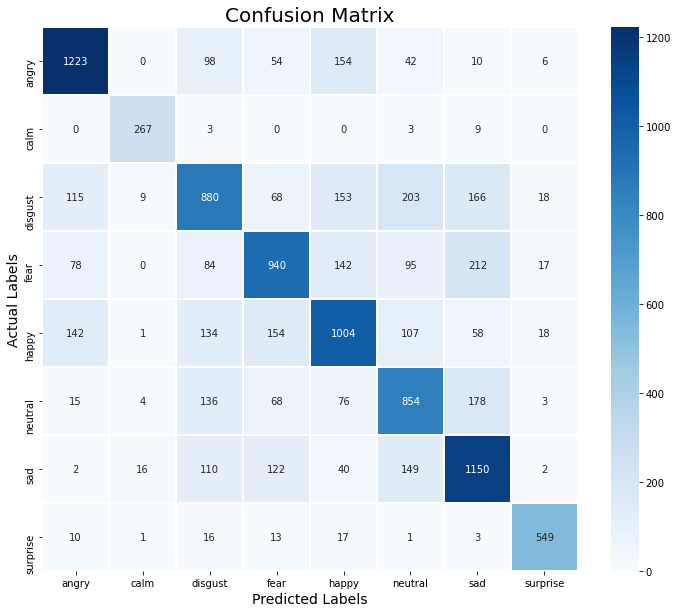 Confusion Matrix
Actual Labels
angry 1223 0 98 54 154 42 10 6
calm 0 267 3 0 0 3 9 0
disgust 115 9 880 68 153 203 166 18
fear 78 0 84 940 142 95 212 17
happy 142 1 134 154 1004 107 58 18
neutral 15 4 136 68 76 854 178 3
sad 2 16 110 122 40 149 1150 2
surprise 10 1 16 13 17 1 3 549
angry calm disgust fear happy neutral sad surprise
Predicted Labels
1200
1000
800
600
400
200
0